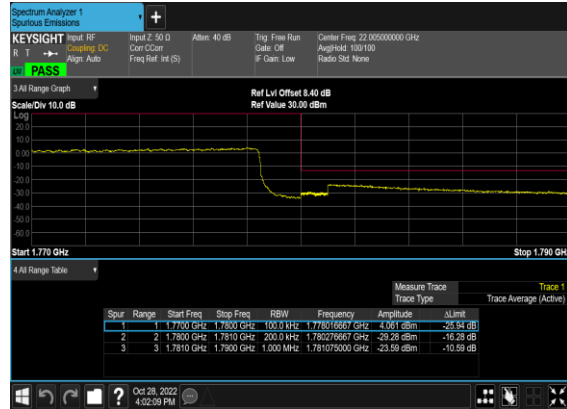 Spectrum Analyzer 1
Spurious Emissions
KEYSIGHT Input: RF Input Z: 50 Ω Atten: 40 dB Trig: Free Run Center Freq: 22.005000000 GHz
R T Coupling: DC Corr CCorr Gate: Off Avg|Hold: 100/100
Align: Auto Freq Ref: Int (S) IF Gain: Low Radio Std: None
PASS
3 All Range Graph
Ref Lvl Offset 8.40 dB
Scale/Div 10.0 dB Ref Value 30.00 dBm
Log
20.0
10.0
0.00
-10.0
-20.0
-30.0
-40.0
-50.0
-60.0
Start 1.770 GHz Stop 1.790 GH
4 All Range Table
Measure Trace Trace 1
Trace Type Trace Average (Active)
Spur Range Start Freq Stop Freq RBW Frequency Amplitude ΔLimit
1 1 1.7700 GHz 1.7800 GHz 100.0 kHz 1.778016667 GHz 4.061 dBm -25.94 dB
2 2 1.7800 GHz 1.7810 GHz 200.0 kHz 1.780276667 GHz -29.28 dBm -16.28 dB
3 3 1.7810 GHz 1.7900 GHz 1.000 MHz 1.781075000 GHz -23.59 dBm -10.59 dB
? Oct 28, 2022
4:02:09 PM